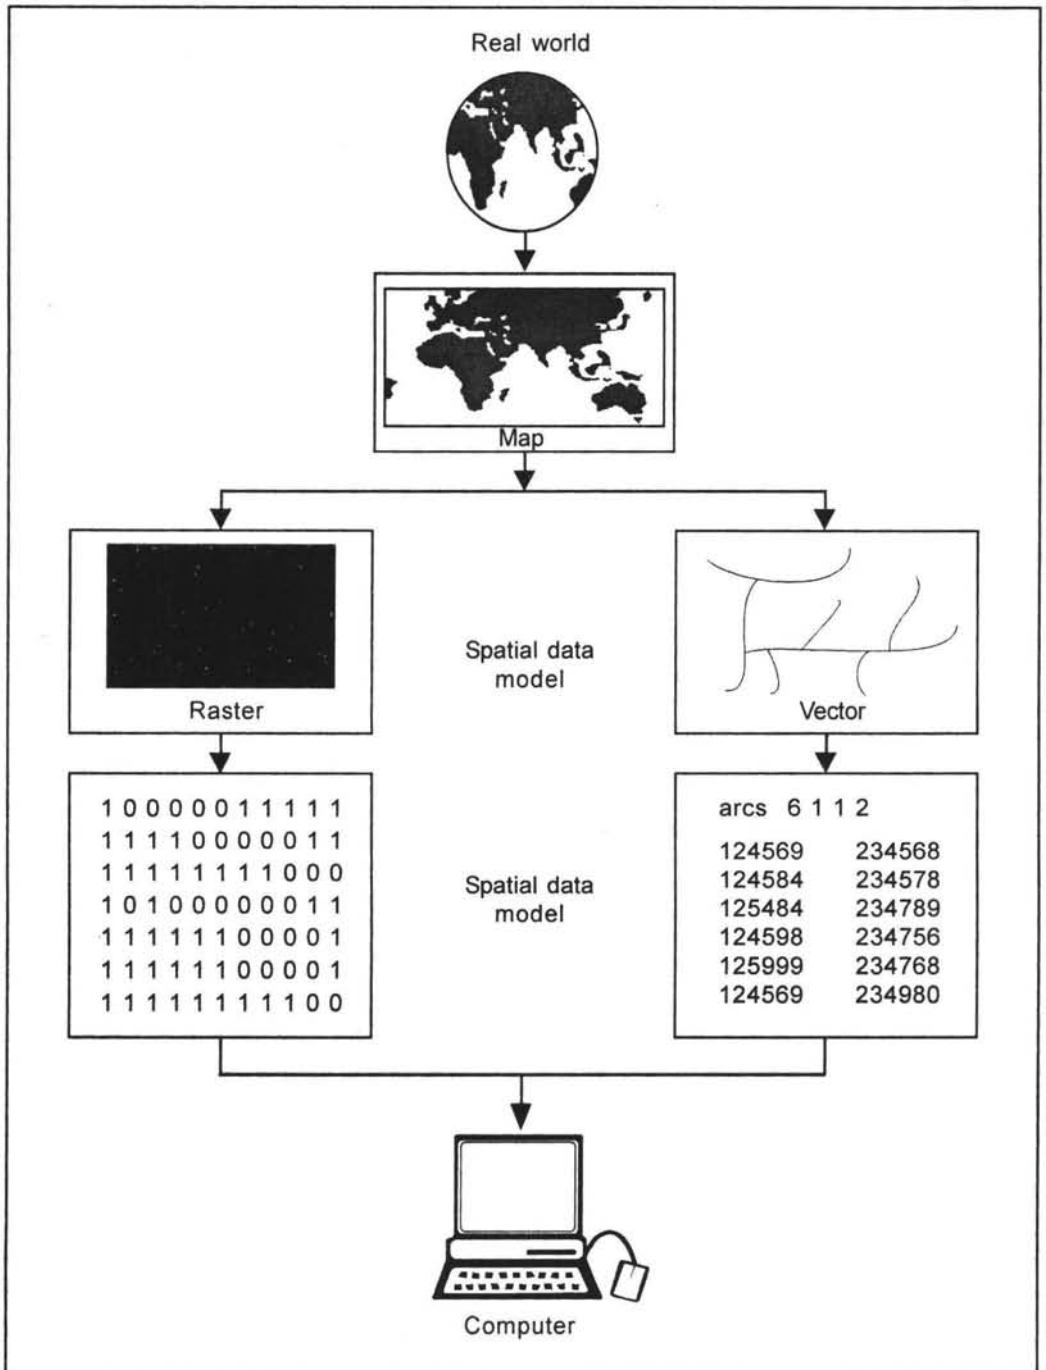 Real world
Map
Raster
Spatial data
model
Vector
1 0 0 0 0 0 1 1 1 1 1
1 1 1 1 0 0 0 0 0 1 1
1 1 1 1 1 1 1 1 0 0 0
1 0 1 0 0 0 0 0 0 1 1
1 1 1 1 1 1 0 0 0 0 1
1 1 1 1 1 1 0 0 0 0 1
1 1 1 1 1 1 1 1 1 0 0
Spatial data
model
arcs 6 1 1 2
124569 234568
124584 234578
125484 234789
124598 234756
125999 234768
124569 234980
Computer